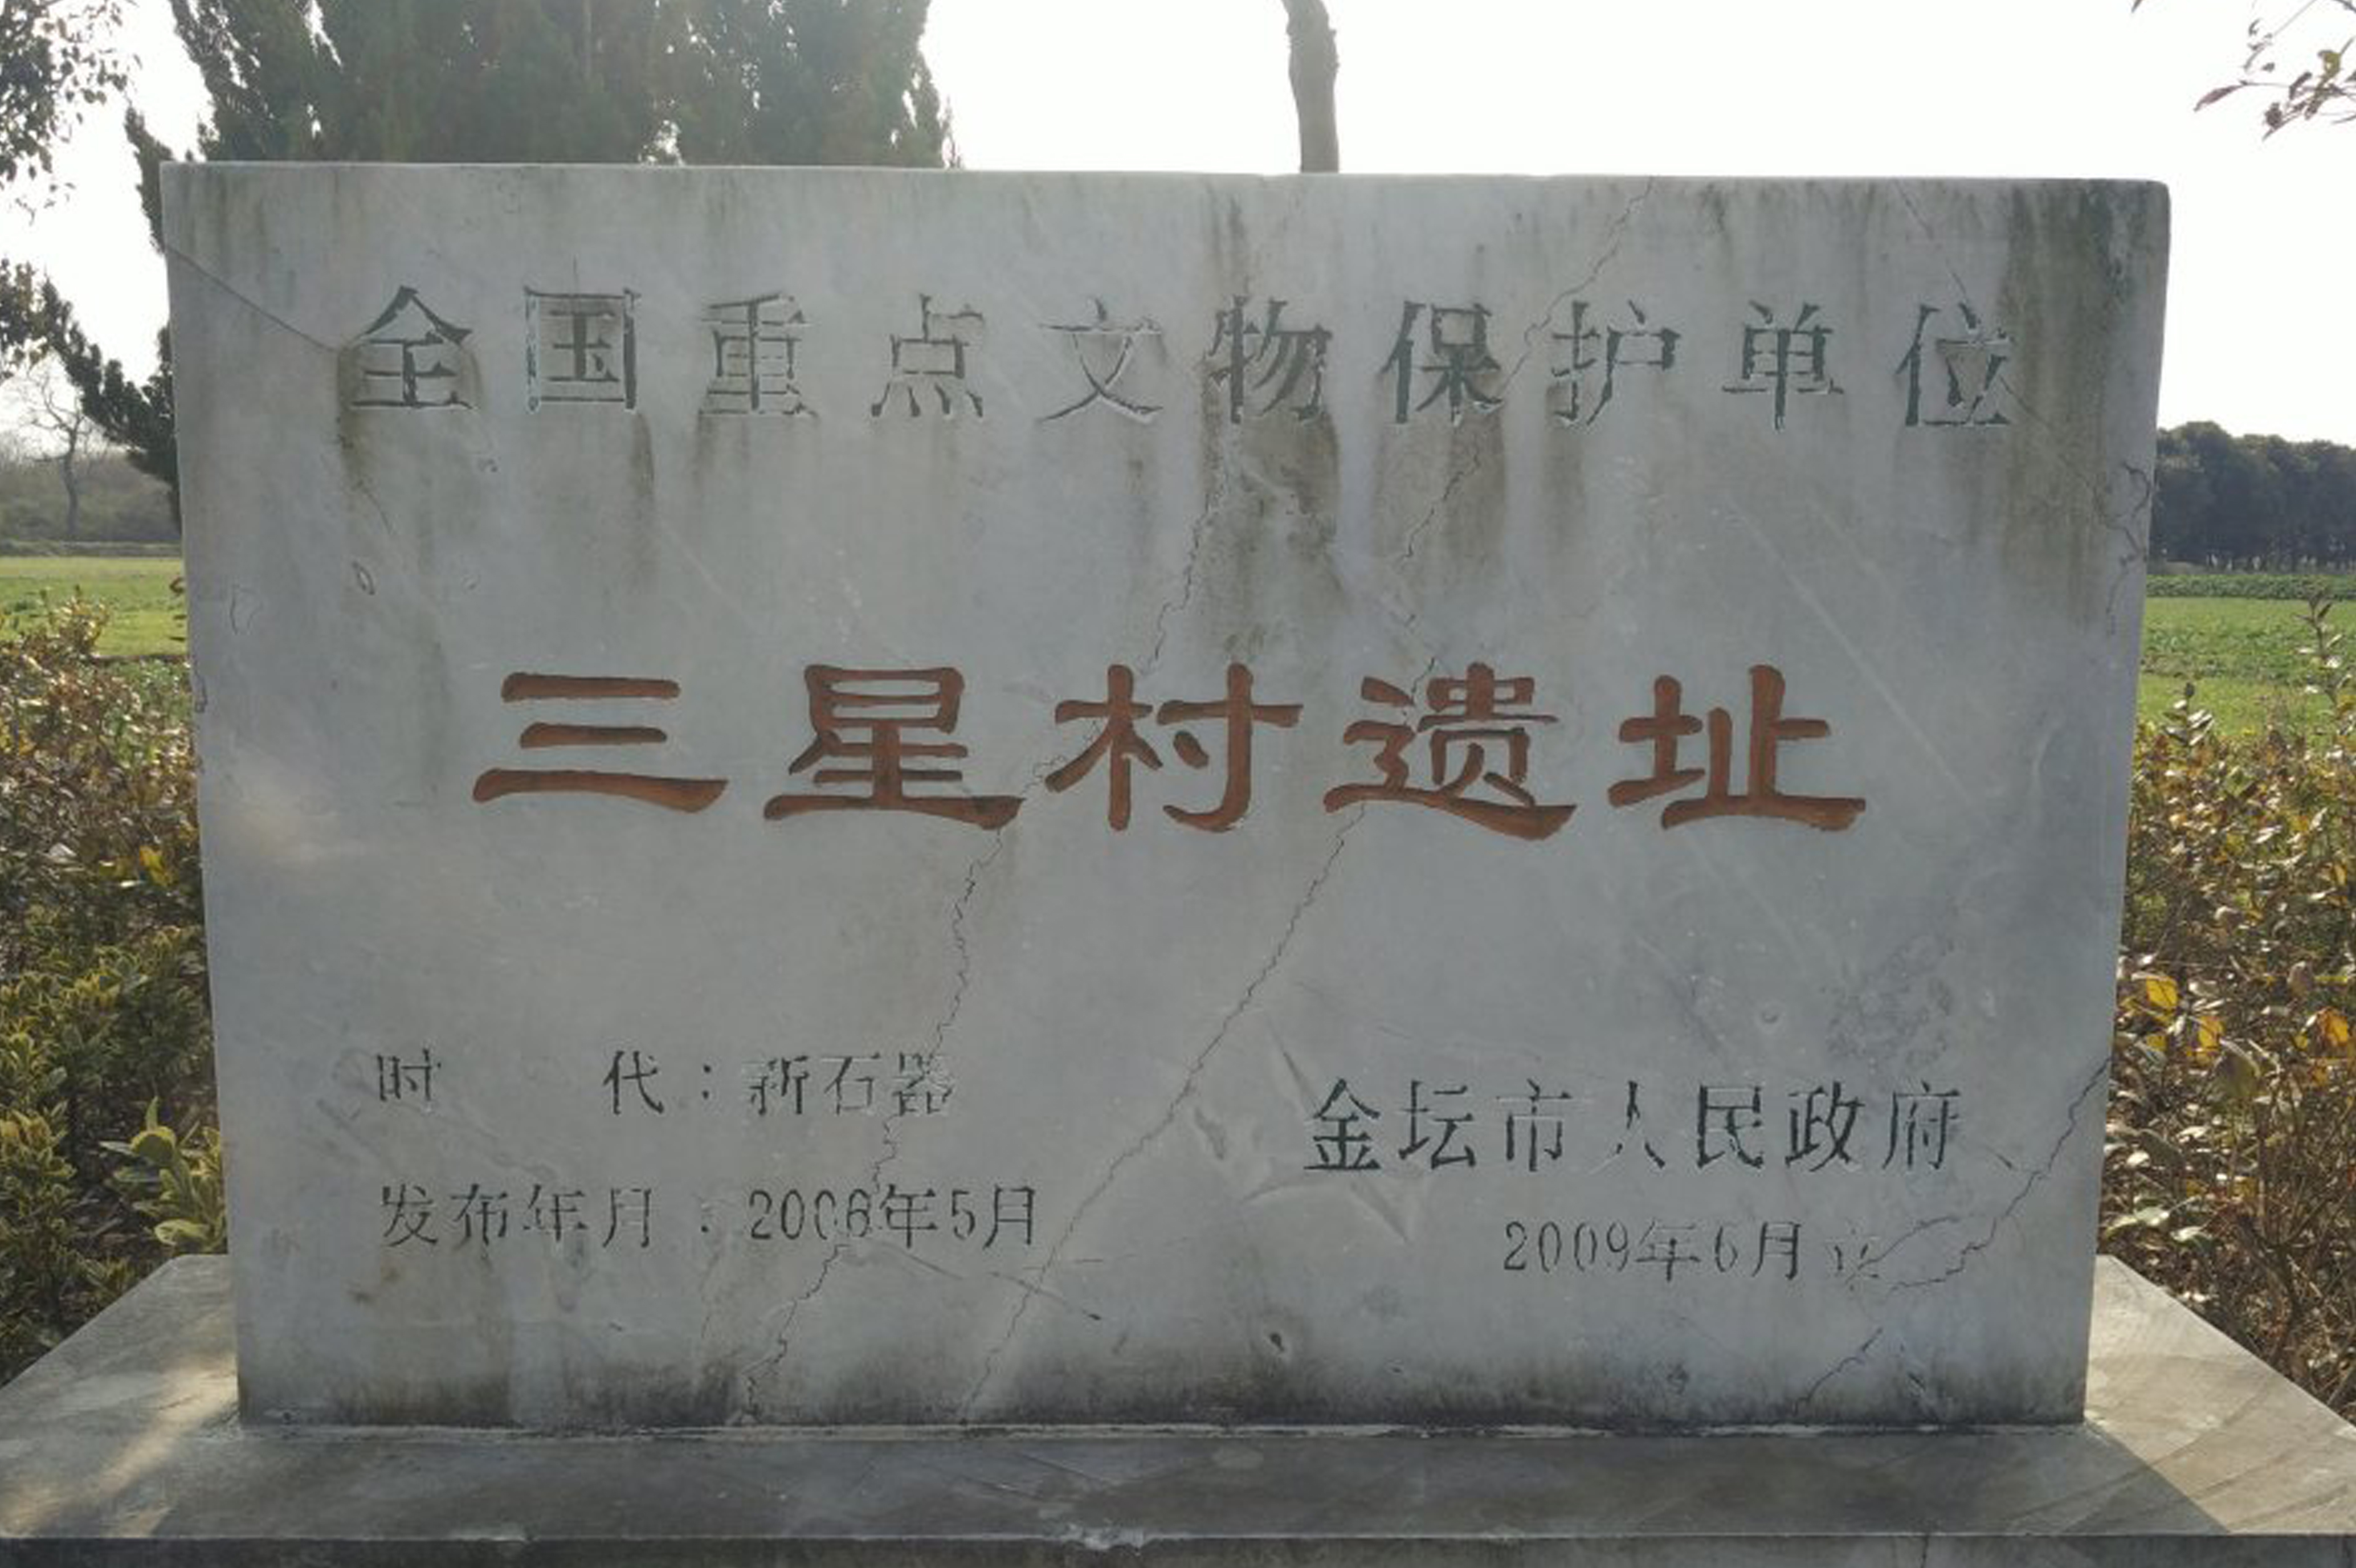 全国重点文物保护单位
三星村遗址
时 代：新石器
发布年月：2006年5月
金坛市人民政府
2009年6月立